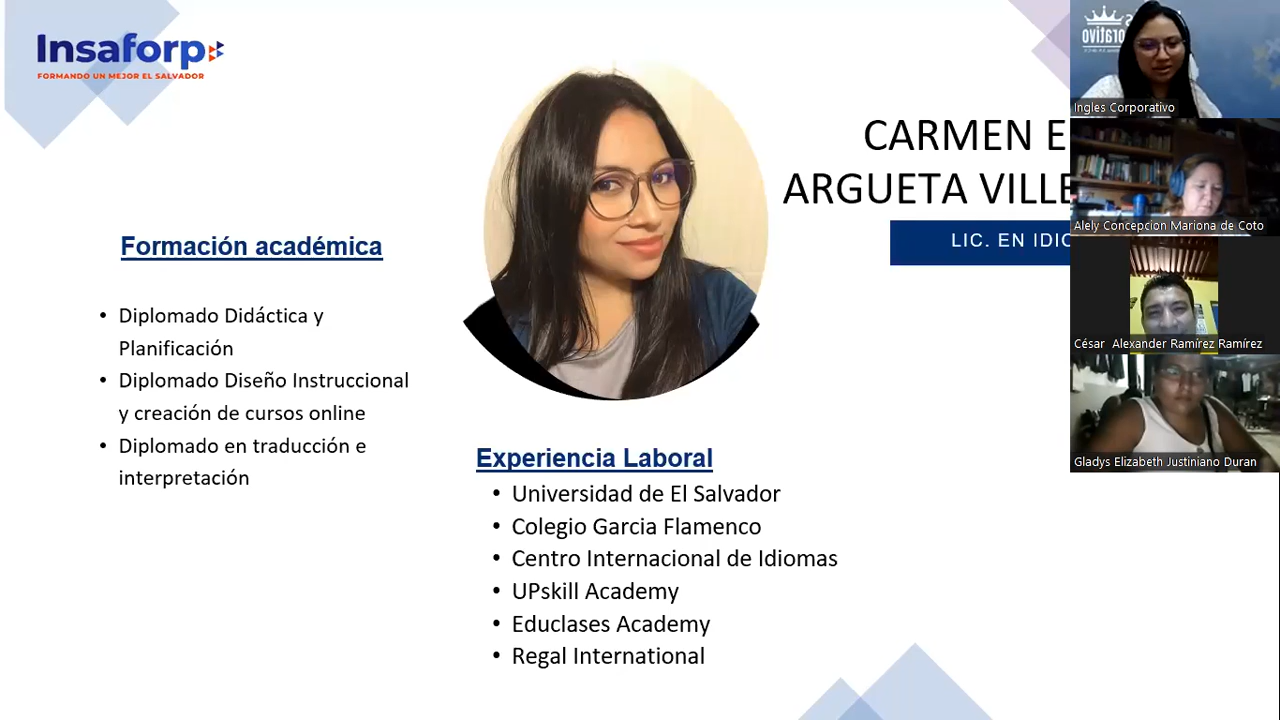 Insaforp
FORMANDO UN MEJOR EL SALVADOR
CARMEN E
ARGUETA VILLE
LIC. EN IDIO
Formación académica
• Diplomado Didáctica y
Planificación
• Diplomado Diseño Instruccional
y creación de cursos online
• Diplomado en traducción e
interpretación
Experiencia Laboral
• Universidad de El Salvador
• Colegio Garcia Flamenco
• Centro Internacional de Idiomas
• UPskill Academy
• Educlases Academy
• Regal International
Ingles Corporativo
Alely Concepcion Mariona de Coto
César Alexander Ramírez Ramírez
Gladys Elizabeth Justiniano Duran